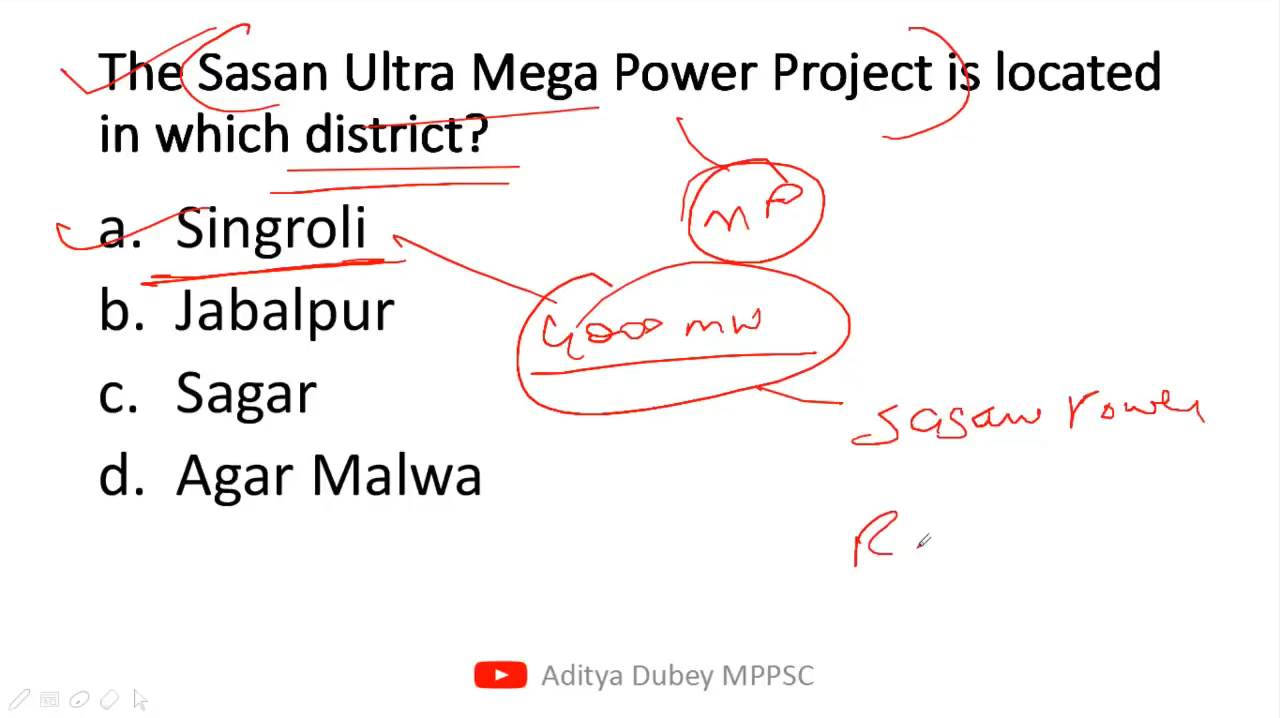 The Sasan Ultra Mega Power Project is located
in which district?
a. Singroli
MP
b. Jabalpur
4000 MW
c. Sagar
Sasan Power
d. Agar Malwa
R
Aditya Dubey MPPSC